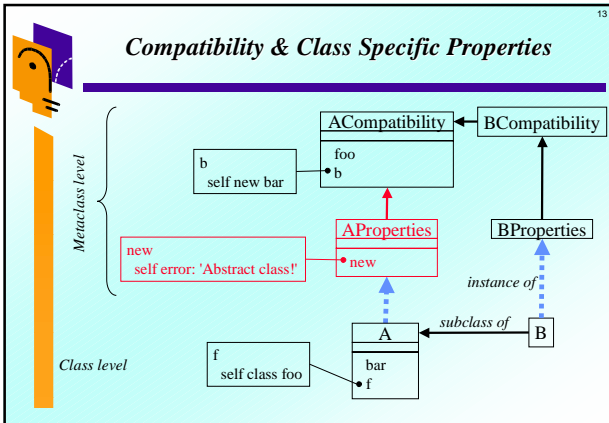 13
Compatibility & Class Specific Properties
Metaclass level
ACompatibility
foo
b
BCompatibility
b
self new bar
AProperties
new
BProperties
new
self error: 'Abstract class!'
instance of
subclass of
A
bar
f
B
Class level
f
self class foo